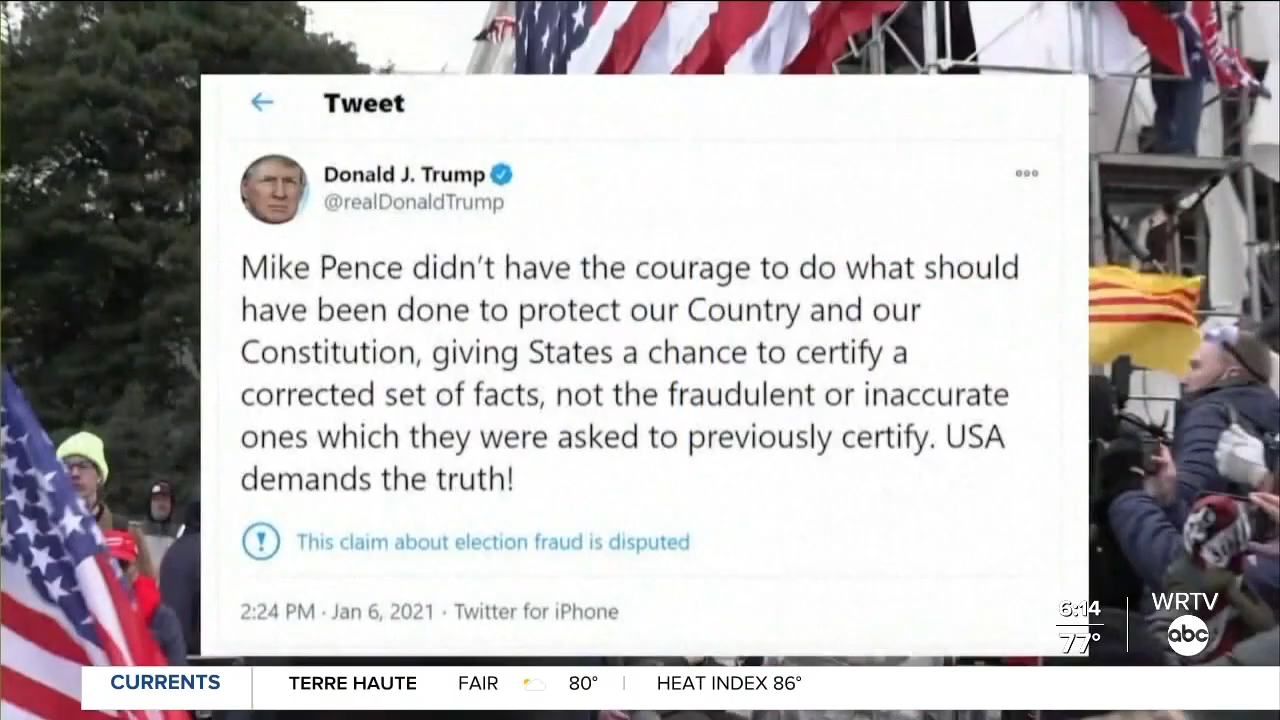 Tweet
Donald J. Trump
@realDonaldTrump
Mike Pence didn't have the courage to do what should
have been done to protect our Country and our
Constitution, giving States a chance to certify a
corrected set of facts, not the fraudulent or inaccurate
ones which they were asked to previously certify. USA
demands the truth!
This claim about election fraud is disputed
2:24 PM · Jan 6, 2021 · Twitter for iPhone
6:14
77°
WRTV
abc
CURRENTS TERRE HAUTE FAIR 80° HEAT INDEX 86°